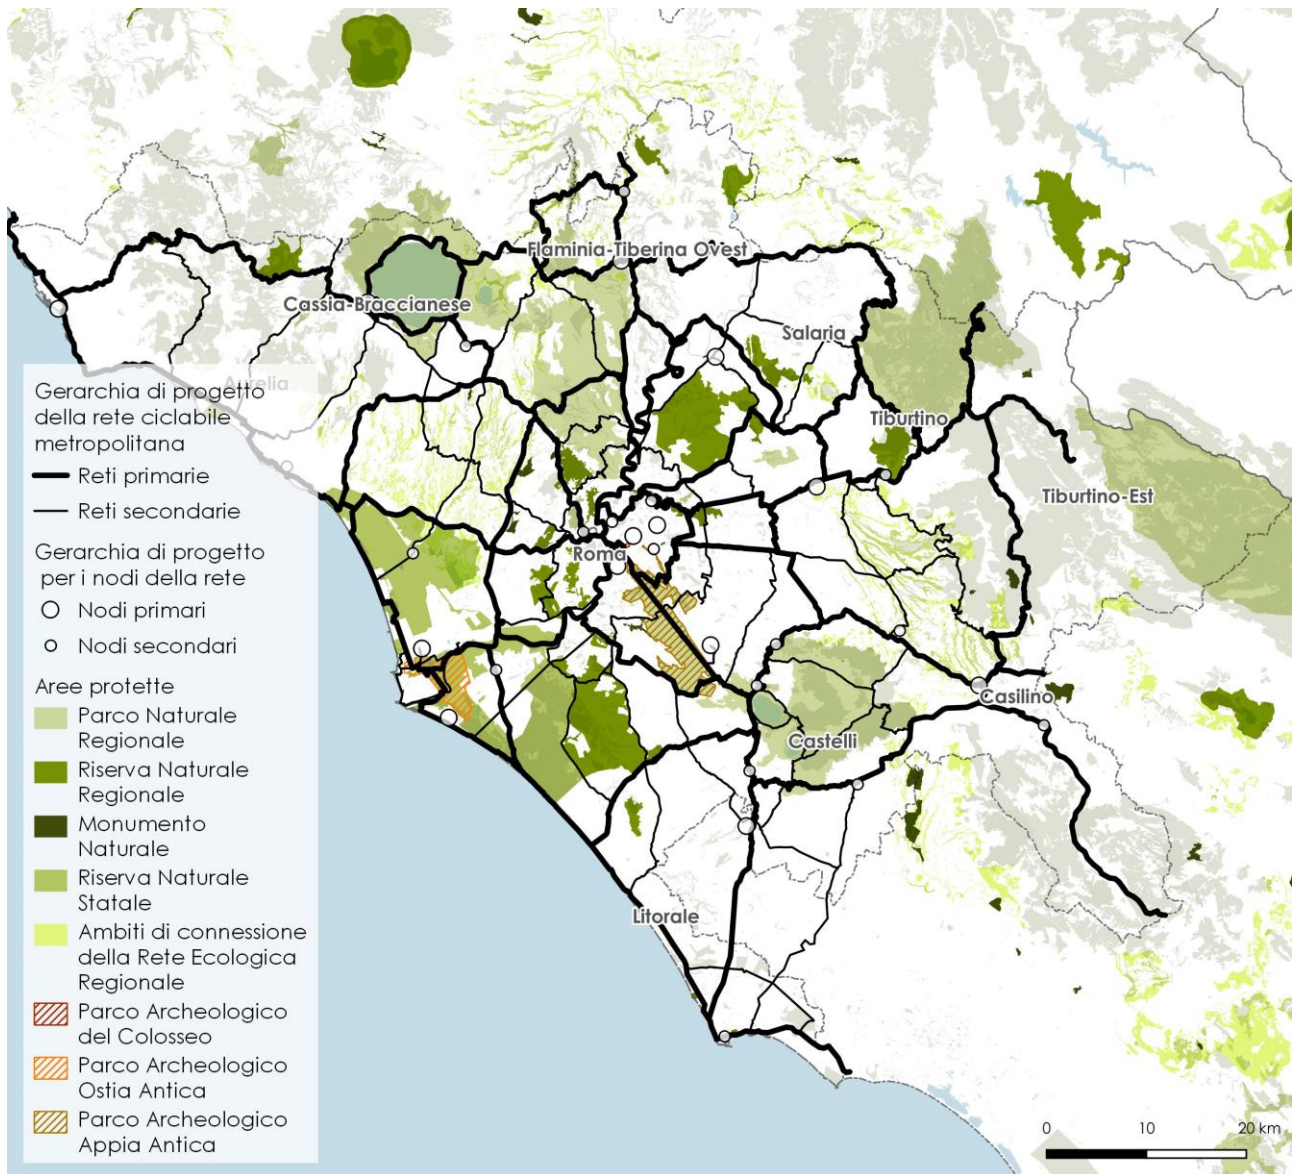 Flaminia-Tiberina Ovest
Cassia-Braccianese
Salaria
Aurelia
Tiburtino
Tiburtino-Est
Roma
Casilino
Castelli
Litorale
Gerarchia di progetto
della rete ciclabile
metropolitana
Reti primarie
Reti secondarie
Gerarchia di progetto
per i nodi della rete
Nodi primari
Nodi secondari
Aree protette
Parco Naturale
Regionale
Riserva Naturale
Regionale
Monumento
Naturale
Riserva Naturale
Statale
Ambiti di connessione
della Rete Ecologica
Regionale
Parco Archeologico
del Colosseo
Parco Archeologico
Ostia Antica
Parco Archeologico
Appia Antica
0 10 20 km